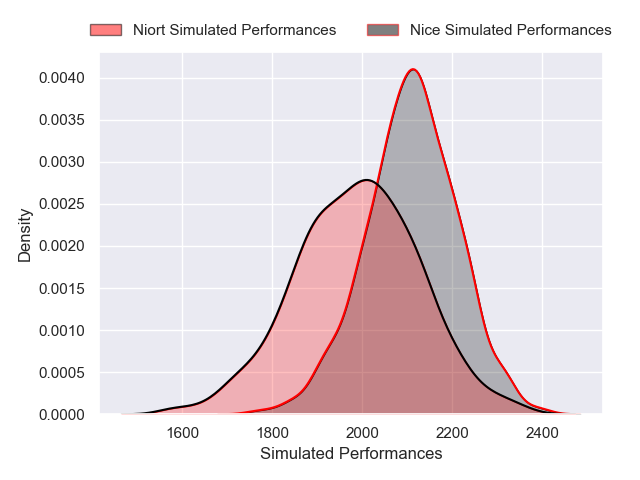 Niort Simulated Performances Nice Simulated Performances
0.0040
0.0035
0.0030
0.0025
0.0020
0.0015
0.0010
0.0005
0.0000
Density
1600 1800 2000 2200 2400
Simulated Performances